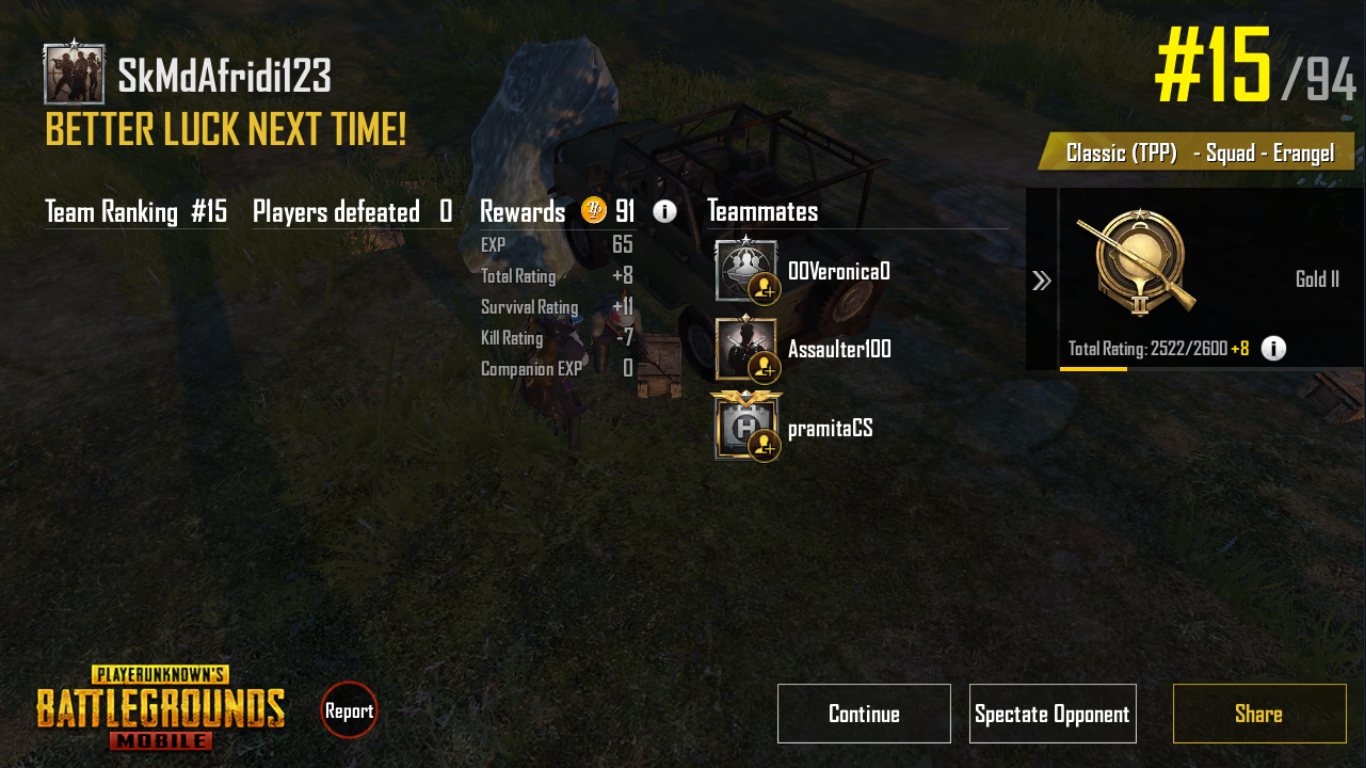 SkMdAfridi123
BETTER LUCK NEXT TIME!
#15/94
Classic (TPP) - Squad - Erangel
Team Ranking #15
Players defeated 0
Rewards 91
EXP 65
Total Rating +8
Survival Rating +11
Kill Rating -7
Companion EXP 0
Teammates
00Veronica0
Assaulter100
pramitaCS
II
Gold II
Total Rating: 2522/2600 +8
PLAYERUNKNOWN'S
BATTLEGROUNDS
MOBILE
Report
Continue
Spectate Opponent
Share